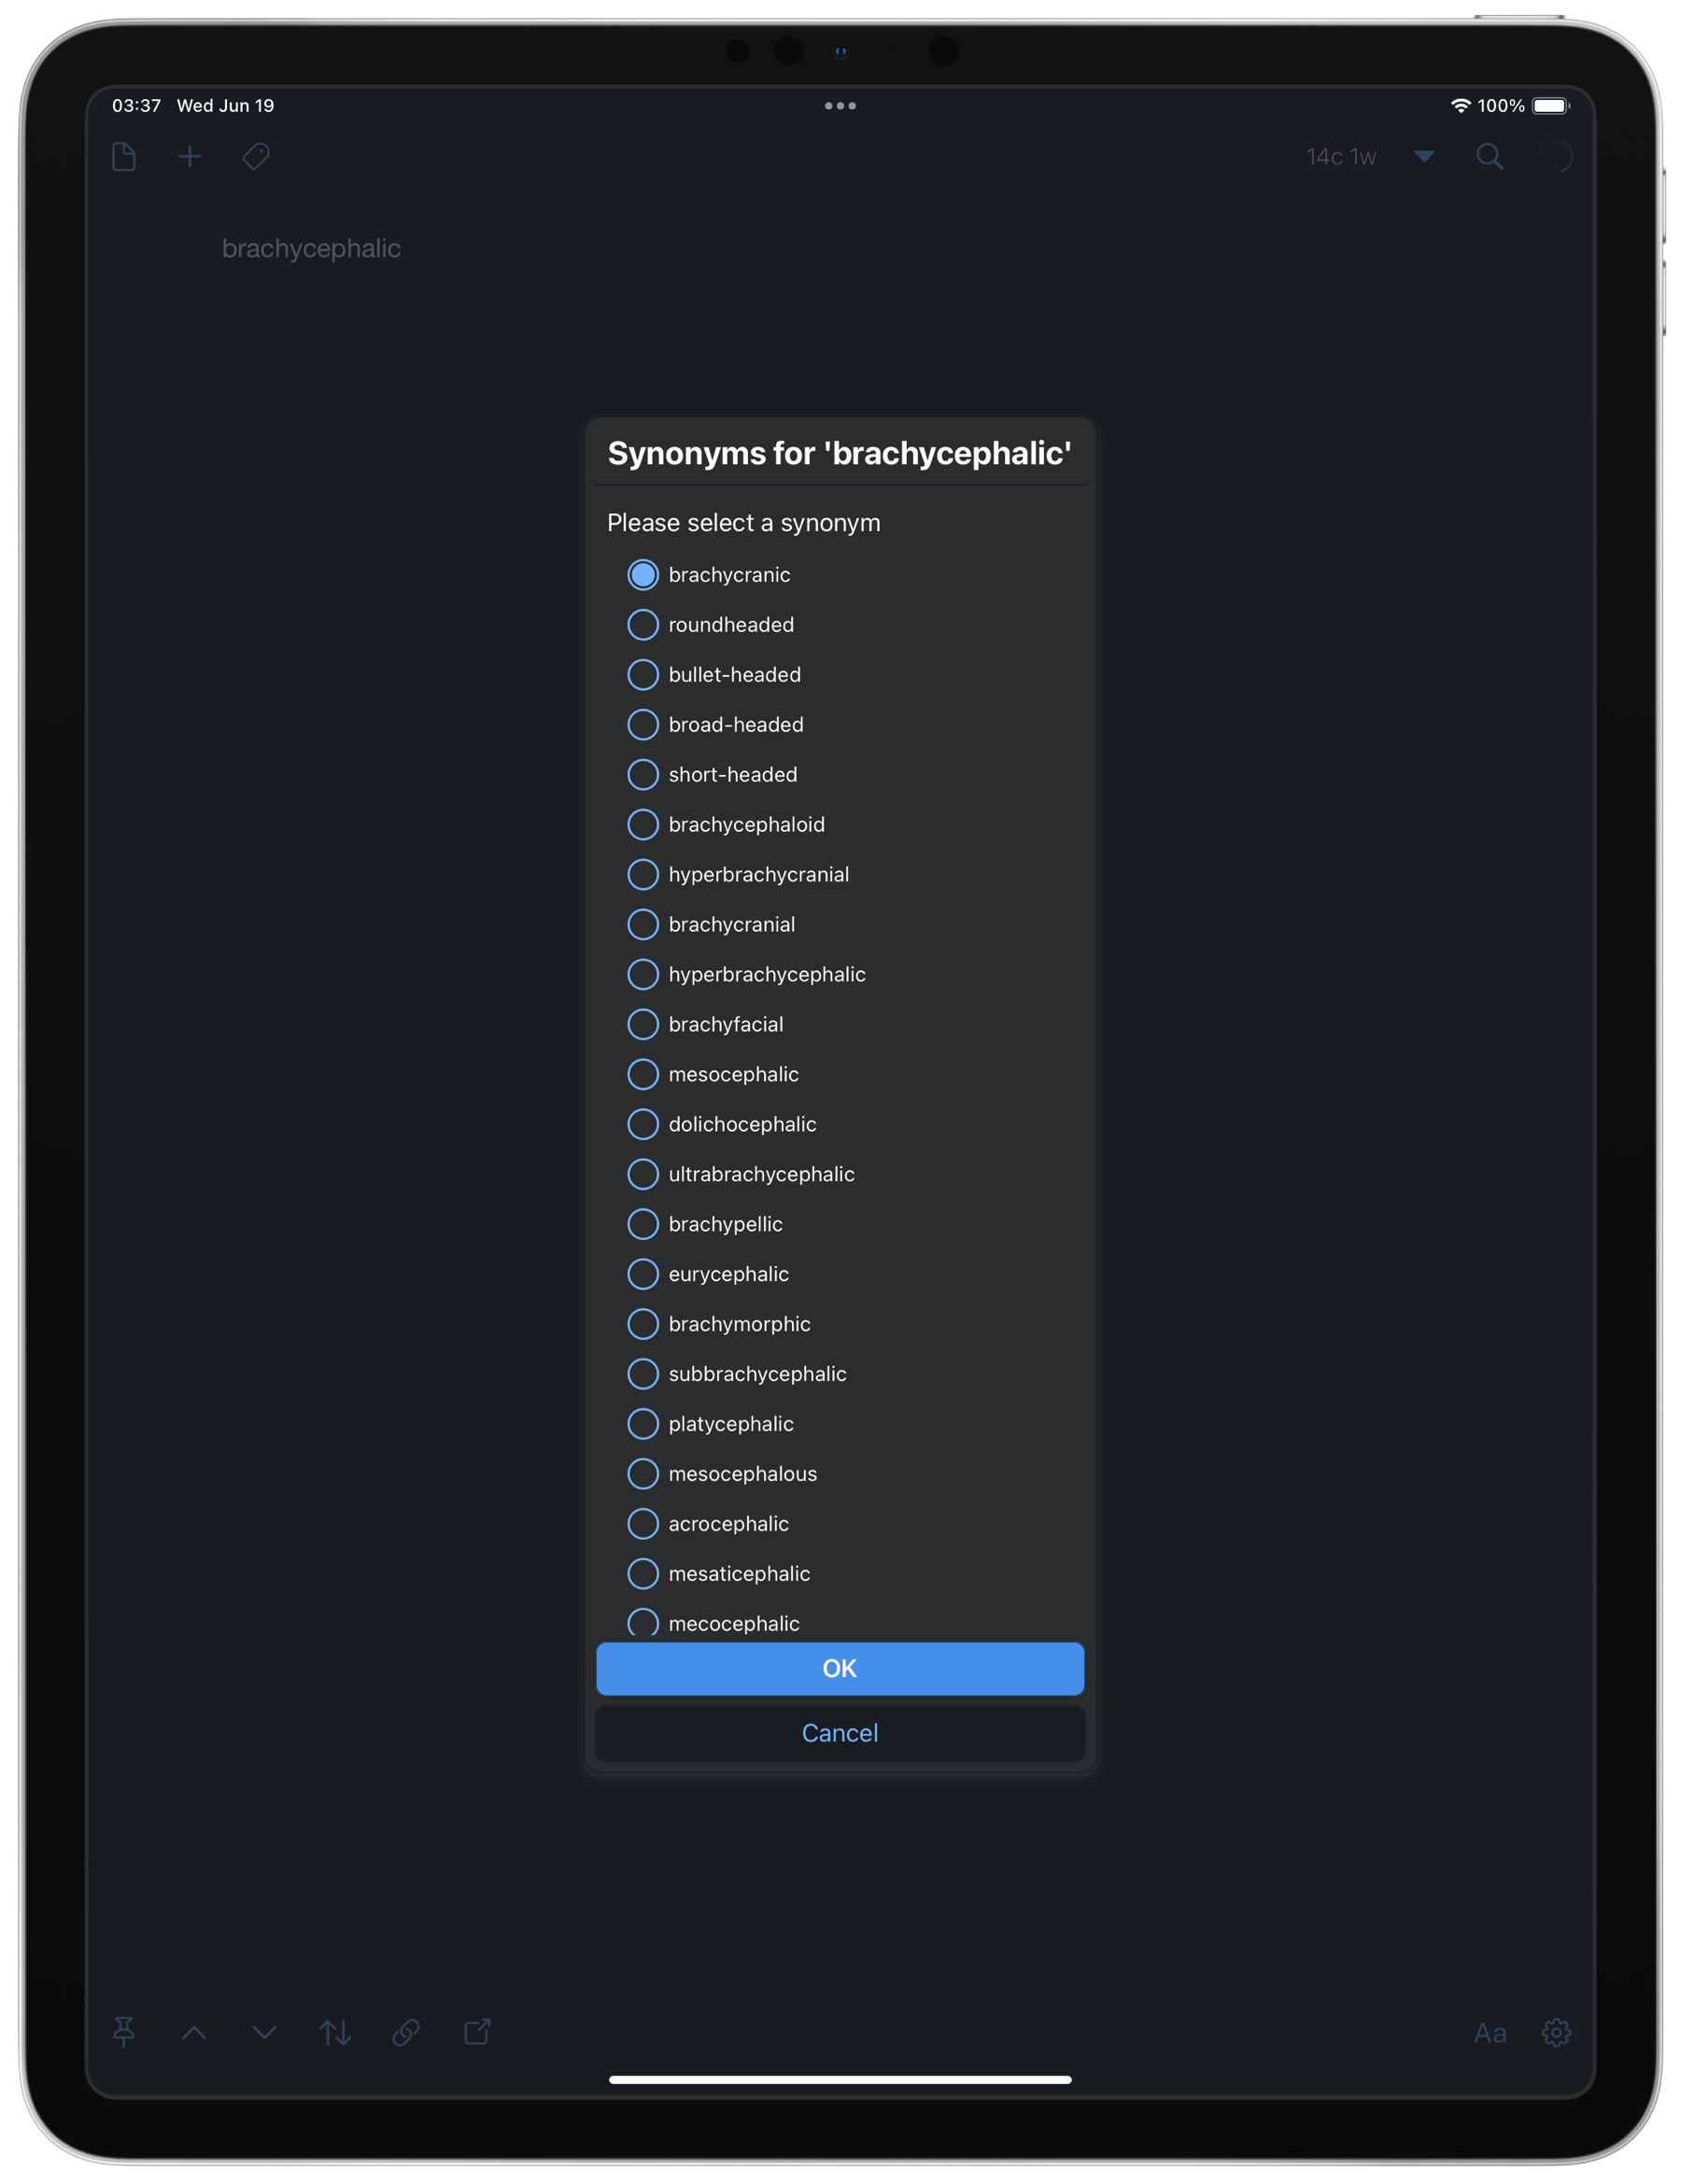 03:37 Wed Jun 19
100%
14c 1w
brachycephalic
Synonyms for 'brachycephalic'
Please select a synonym
brachycranic
roundheaded
bullet-headed
broad-headed
short-headed
brachycephaloid
hyperbrachycranial
brachycranial
hyperbrachycephalic
brachyfacial
mesocephalic
dolichocephalic
ultrabrachycephalic
brachypellic
eurycephalic
brachymorphic
subbrachycephalic
platycephalic
mesocephalous
acrocephalic
mesaticephalic
mecocephalic
OK
Cancel
Aa